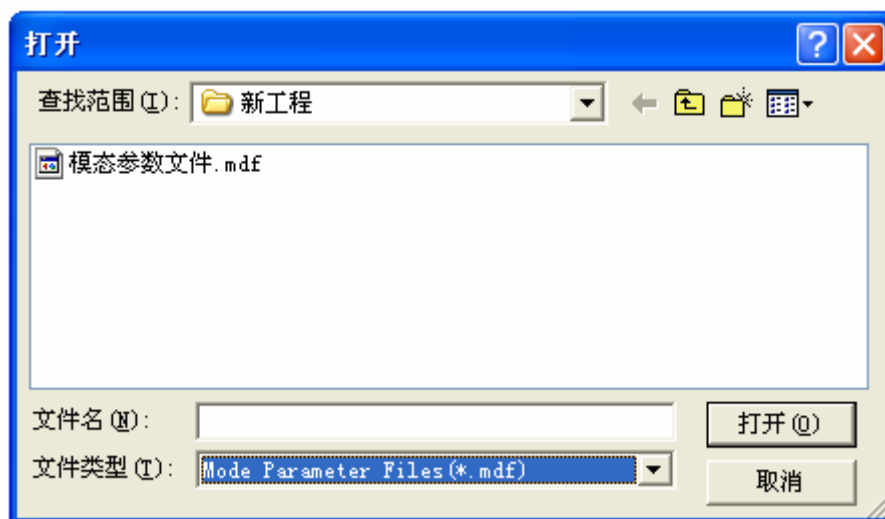 打开
查找范围(I): 新工程
模态参数文件.mdf
文件名(N): 打开(O)
文件类型(T): Mode Parameter Files(*.mdf) 取消